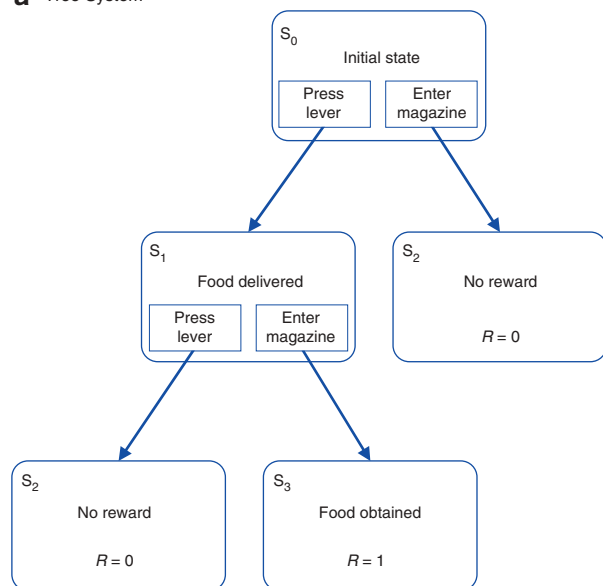 a Tree System
S0
Initial state
Press lever
Enter magazine
S1
Food delivered
Press lever
Enter magazine
S2
No reward
R = 0
S2
No reward
R = 0
S3
Food obtained
R = 1